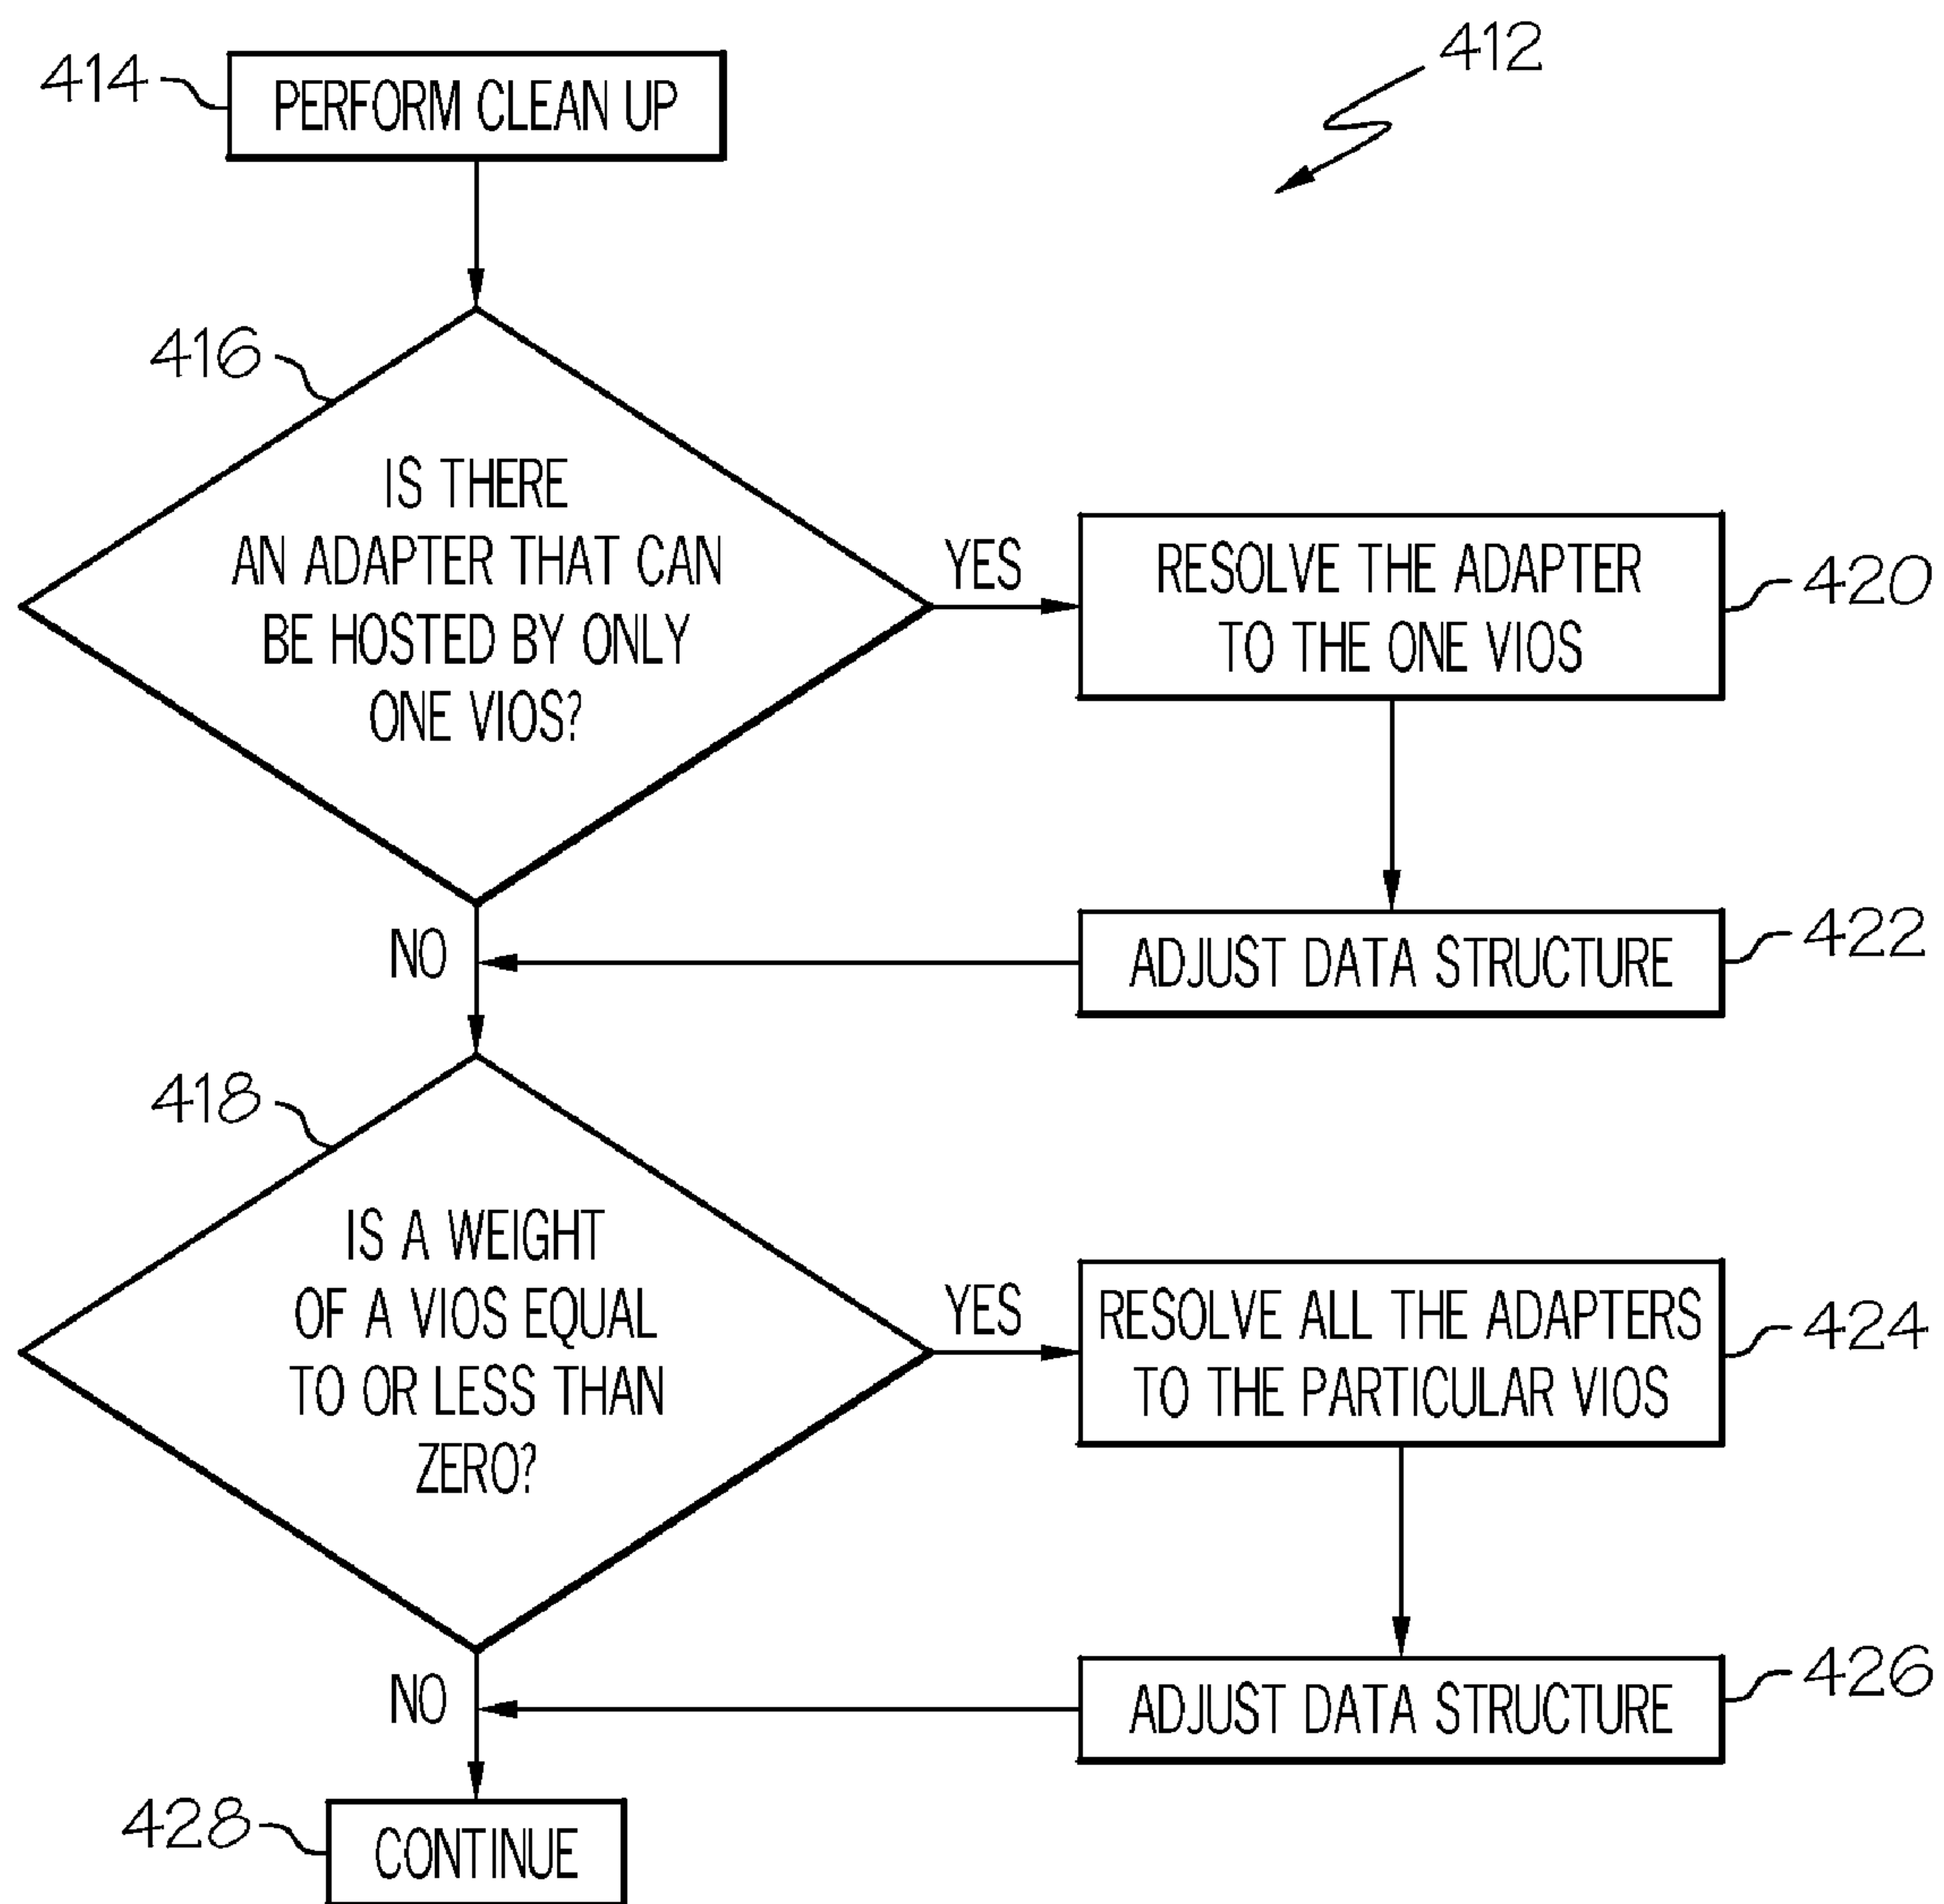 412
414
PERFORM CLEAN UP
416
IS THERE
AN ADAPTER THAT CAN
BE HOSTED BY ONLY
ONE VIOS?
YES
RESOLVE THE ADAPTER
TO THE ONE VIOS
420
NO
ADJUST DATA STRUCTURE
422
418
IS A WEIGHT
OF A VIOS EQUAL
TO OR LESS THAN
ZERO?
YES
RESOLVE ALL THE ADAPTERS
TO THE PARTICULAR VIOS
424
NO
ADJUST DATA STRUCTURE
426
428
CONTINUE